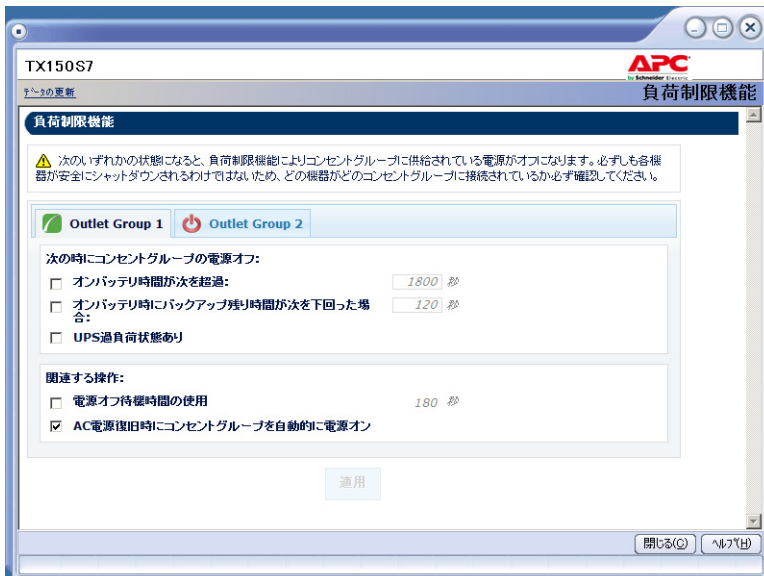 TX150S7
APC
by Schneider Electric
データの更新
負荷制限機能
負荷制限機能
次のいずれかの状態になると、負荷制限機能によりコンセントグループに供給されている電源がオフになります。必ずしも各機
器が安全にシャットダウンされるわけではないため、どの機器がどのコンセントグループに接続されているか必ず確認してください。
Outlet Group 1
Outlet Group 2
次の時にコンセントグループの電源オフ:
オンバッテリ時間が次を超過: 1800 秒
オンバッテリ時にバックアップ残り時間が次を下回った場 120 秒
合:
UPS過負荷状態あり
関連する操作:
電源オフ待機時間の使用 180 秒
AC電源復旧時にコンセントグループを自動的に電源オン
適用
閉じる(C) ヘルプ(H)